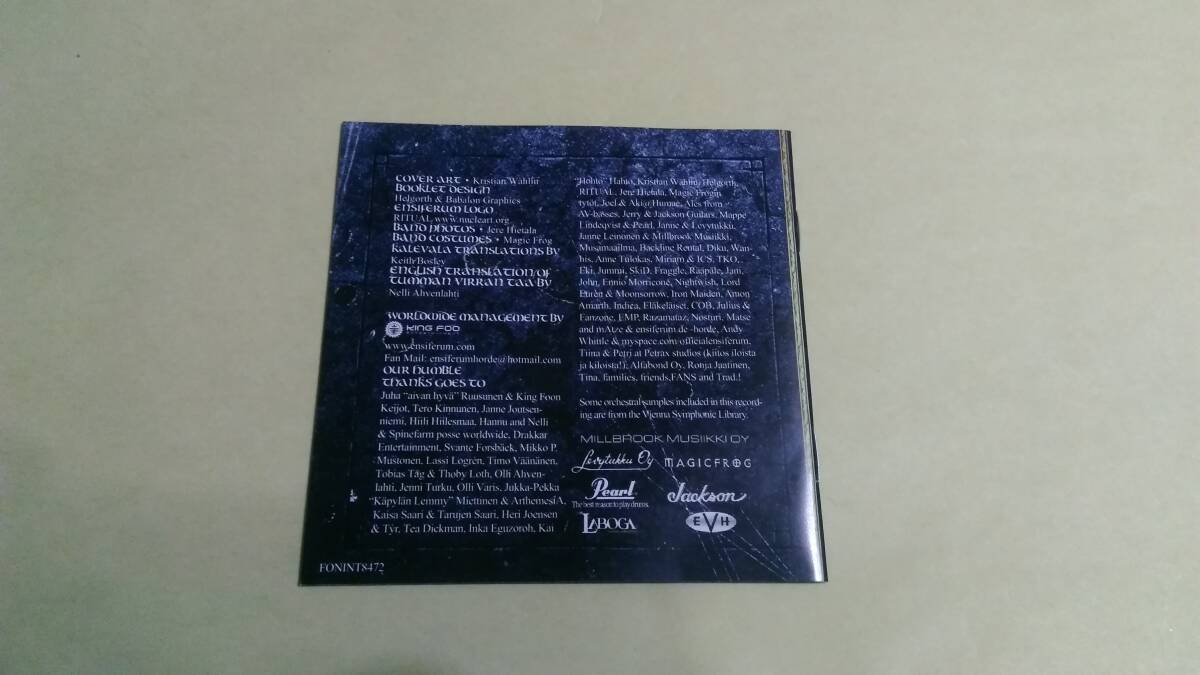 COVER ART • Kristian Wåhlin
BOOKLET DESIGN
Helgorth & Babalon Graphics
ENSIFERUM LOGO
RITUAL www.nucleart.org
BAND PHOTOS • Jere Hietala
BAND COSTUMES • Magic Frog
KALEVALA TRANSLATIONS BY
Keith Bosley
ENGLISH TRANSLATION OF
TUMMAN VIRRAN TAA BY
Nelli Ahvenlahti
WORLDWIDE MANAGEMENT BY
KING FOO
ENTERTAINMENT
www.ensiferum.com
Fan Mail: ensiferumhorde@hotmail.com
OUR HUMBLE
THANKS GOES TO
Juha "aivan hyvä" Ruusunen & King Foon
Keijot, Tero Kinnunen, Janne Joutsen-
niemi, Hiili Hiilesmaa, Hannu and Nelli
& Spinefarm posse worldwide, Drakkar
Entertainment, Svante Forsbäck, Mikko P.
Mustonen, Lassi Logrén, Timo Väänänen,
Tobias Tåg & Thoby Loth, Olli Ahven-
lahti, Jenni Turku, Olli Varis, Jukka-Pekka
"Käpylän Lemmy" Miettinen & ArthemesiA,
Kaisa Saari & Tarujen Saari, Heri Joensen
& Týr, Tea Dickman, Inka Eguzoroh, Kai
"Hohto" Hahto, Kristian Wåhlin, Helgorth,
RITUAL, Jere Hietala, Magic Frogin
tytöt, Joel & Aki@Humac, Ales from
AV-basses, Jerry & Jackson Guitars, Mappe
Lindeqvist & Pearl, Janne & Levytukku,
Janne Leinonen & Millbrook Musiikki,
Musamaailma, Backline Rental, Diku, Wan-
his, Anne Tulokas, Miriam & ICS, TKO,
Eki, Jummi, SkiD, Fraggle, Rääpäle, Jani,
John, Ennio Morricone, Nightwish, Lord
Euren & Moonsorrow, Iron Maiden, Amon
Amarth, Indica, Eläkeläiset, COB, Julius &
Fanzone, EMP, Razamataz, Nosturi, Matse
and mAtze & ensiferum.de -horde, Andy
Whittle & myspace.com/officialensiferum,
Tiina & Petri at Petrax studios (kiitos iloista
ja kiloista!), Alfabond Oy, Ronja Jaatinen,
Tina, families, friends,FANS and Trad.!
Some orchestral samples included in this record-
ing are from the Vienna Symphonic Library.
MILLBROOK MUSIIKKI OY
Levytukku Oy MAGICFROG
Pearl Jackson
The best reason to play drums.
LABOGA EVH
FONINT8472